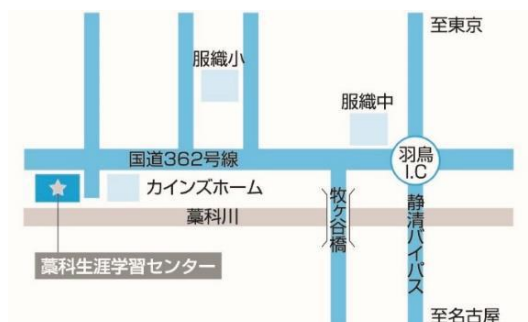 至東京
服織小
服織中
国道362号線
羽鳥
I.C
カインズホーム
藁科川
牧ヶ谷橋
静清バイパス
藁科生涯学習センター
至名古屋